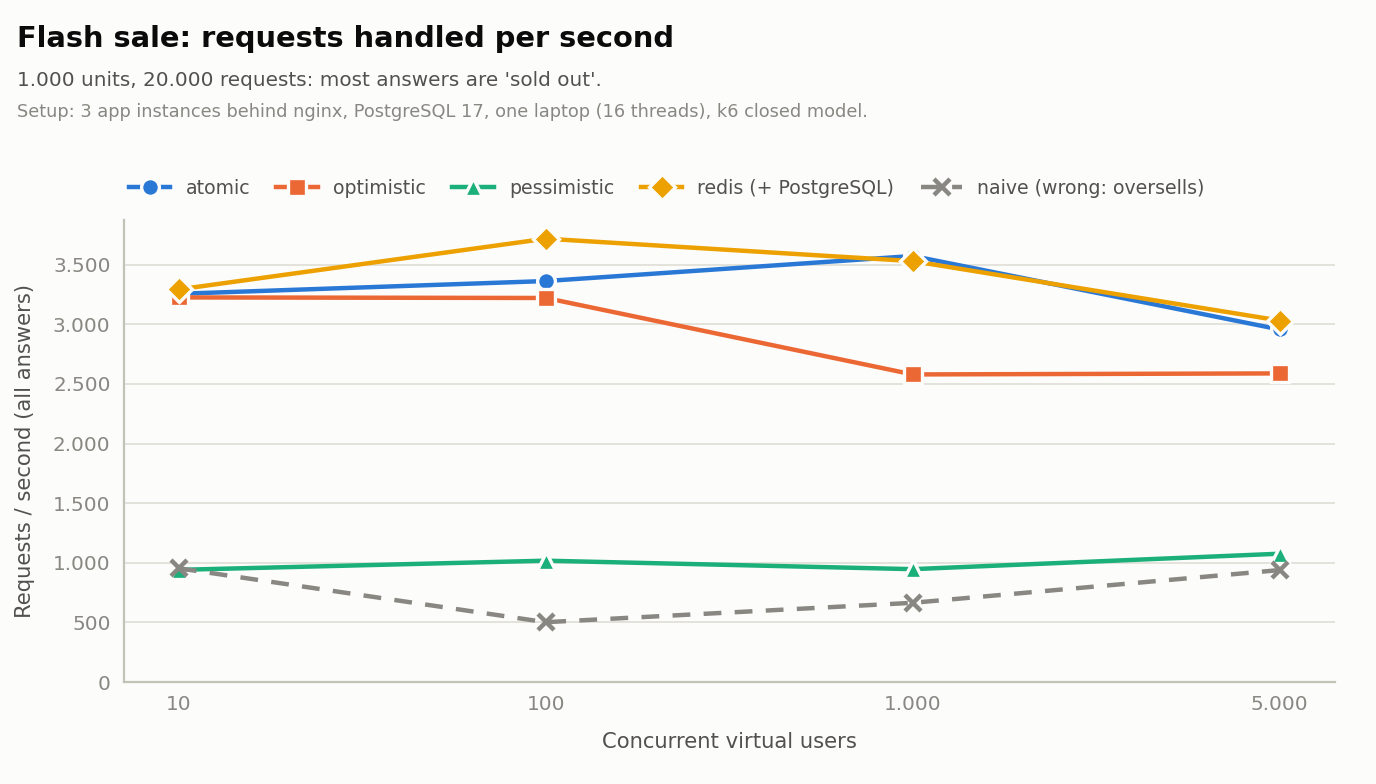 Flash sale: requests handled per second
1.000 units, 20.000 requests: most answers are 'sold out'.
Setup: 3 app instances behind nginx, PostgreSQL 17, one laptop (16 threads), k6 closed model.
atomic optimistic pessimistic redis (+ PostgreSQL) naive (wrong: oversells)
Requests / second (all answers)
3.500
3.000
2.500
2.000
1.500
1.000
500
0
10 100 1.000 5.000
Concurrent virtual users